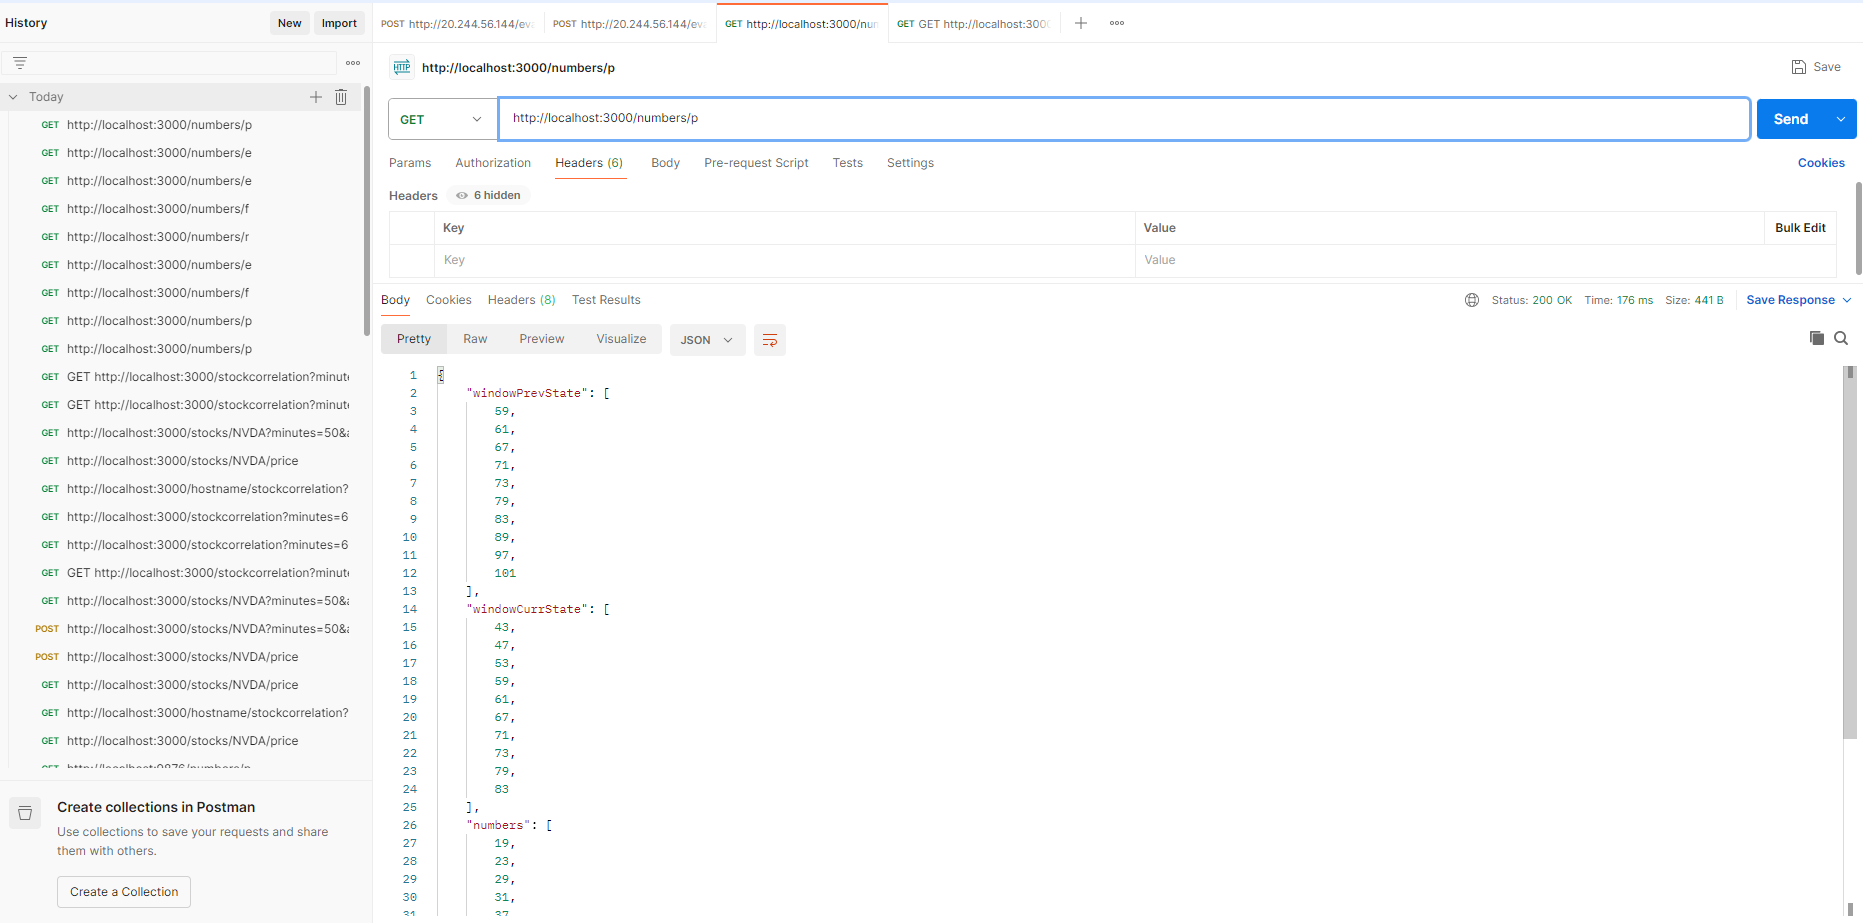 History
New
Import
Today
GET http://localhost:3000/numbers/p
GET http://localhost:3000/numbers/e
GET http://localhost:3000/numbers/e
GET http://localhost:3000/numbers/f
GET http://localhost:3000/numbers/r
GET http://localhost:3000/numbers/e
GET http://localhost:3000/numbers/f
GET http://localhost:3000/numbers/p
GET http://localhost:3000/numbers/p
GET GET http://localhost:3000/stockcorrelation?minute
GET GET http://localhost:3000/stockcorrelation?minute
GET http://localhost:3000/stocks/NVDA?minutes=50&
GET http://localhost:3000/stocks/NVDA/price
GET http://localhost:3000/hostname/stockcorrelation?
GET http://localhost:3000/stockcorrelation?minutes=6
GET http://localhost:3000/stockcorrelation?minutes=6
GET GET http://localhost:3000/stockcorrelation?minute
GET http://localhost:3000/stocks/NVDA?minutes=50&
POST http://localhost:3000/stocks/NVDA?minutes=50&
POST http://localhost:3000/stocks/NVDA/price
GET http://localhost:3000/stocks/NVDA/price
GET http://localhost:3000/hostname/stockcorrelation?
GET http://localhost:3000/stocks/NVDA/price
GET http://localhost:9876/numbers/p
Create collections in Postman
Use collections to save your requests and share
them with others.
Create a Collection
POST http://20.244.56.144/eva
POST http://20.244.56.144/eva
GET http://localhost:3000/num
GET GET http://localhost:3000
HTTP http://localhost:3000/numbers/p
Save
GET
http://localhost:3000/numbers/p
Send
Params Authorization Headers (6) Body Pre-request Script Tests Settings Cookies
Headers 6 hidden
Key Value Bulk Edit
Key Value
Body Cookies Headers (8) Test Results Status: 200 OK Time: 176 ms Size: 441 B Save Response
Pretty Raw Preview Visualize JSON
1 {
2 "windowPrevState": [
3 59,
4 61,
5 67,
6 71,
7 73,
8 79,
9 83,
10 89,
11 97,
12 101
13 ],
14 "windowCurrState": [
15 43,
16 47,
17 53,
18 59,
19 61,
20 67,
21 71,
22 73,
23 79,
24 83
25 ],
26 "numbers": [
27 19,
28 23,
29 29,
30 31,
31 37